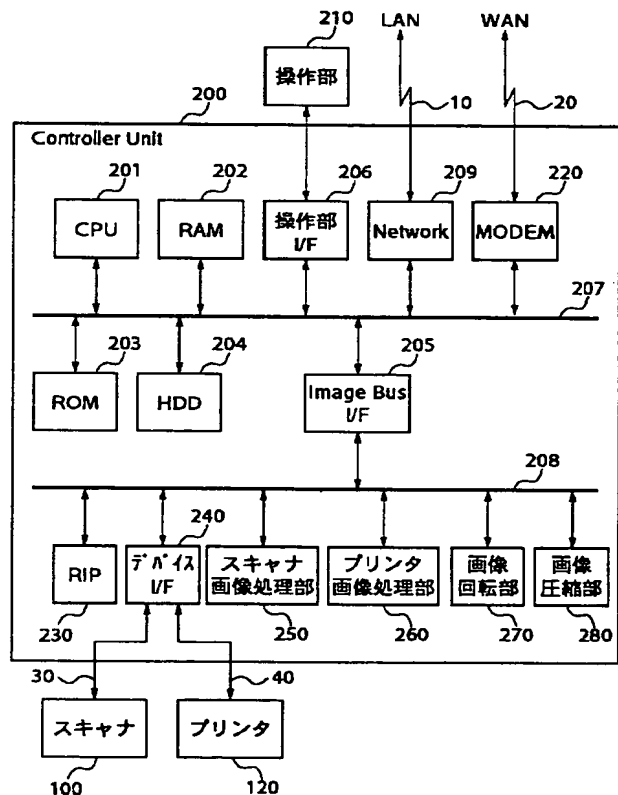 210
LAN
WAN
操作部
200
10
20
Controller Unit
201
202
206
209
220
CPU
RAM
操作部
I/F
Network
MODEM
207
203
204
205
ROM
HDD
Image Bus
I/F
208
240
RIP
デバイス
I/F
スキャナ
画像処理部
プリンタ
画像処理部
画像
回転部
画像
圧縮部
230
250
260
270
280
30
40
スキャナ
プリンタ
100
120